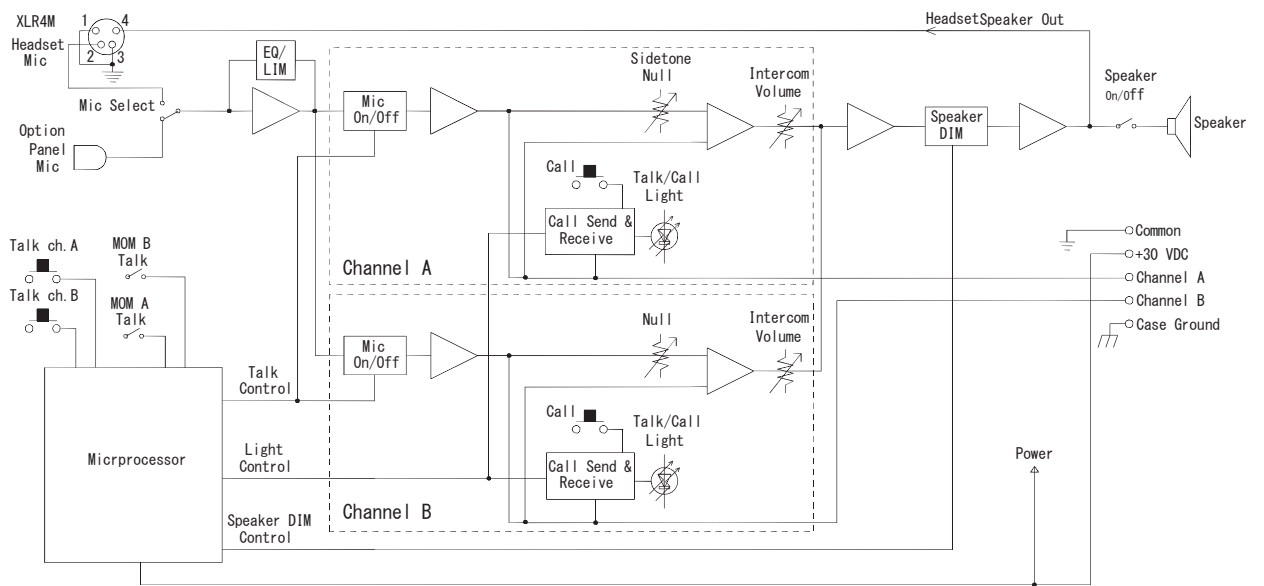 XLR4M
1
4
2
3
Headset
Mic
HeadsetSpeaker Out
EQ/
LIM
Mic Select
Option
Panel
Mic
Mic
On/Off
Sidetone
Null
Intercom
Volume
Speaker
DIM
Speaker
On/Off
Speaker
Call
Talk/Call
Light
Call Send &
Receive
Channel A
Common
+30 VDC
Channel A
Channel B
Case Ground
Talk ch.A
Talk ch.B
MOM B
Talk
MOM A
Talk
Mic
On/Off
Null
Intercom
Volume
Call
Talk/Call
Light
Call Send &
Receive
Channel B
Talk
Control
Light
Control
Speaker DIM
Control
Micrprocessor
Power